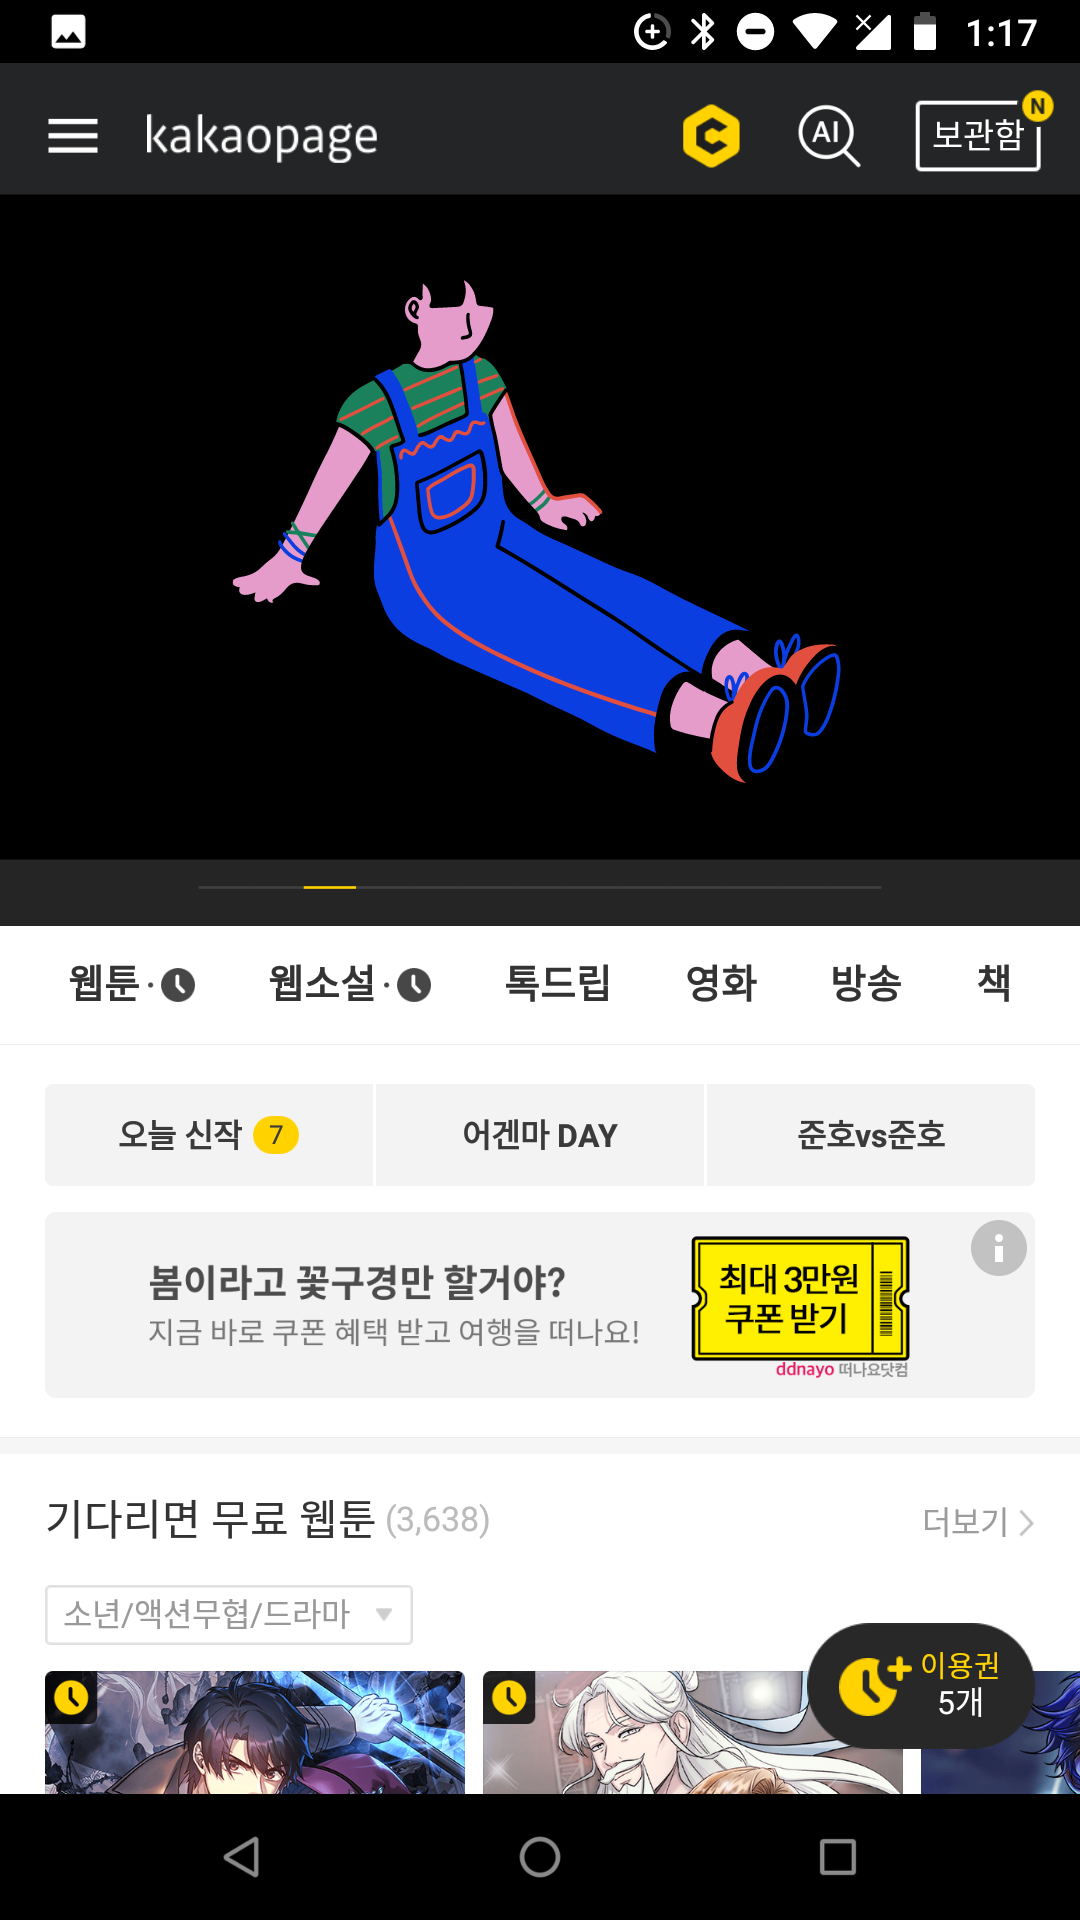 1:17
kakaopage
AI
보관함
N
웹툰 · 웹소설 · 톡드립 영화 방송 책
오늘 신작 7
어겐마 DAY
준호vs준호
봄이라고 꽃구경만 할거야?
지금 바로 쿠폰 혜택 받고 여행을 떠나요!
최대 3만원
쿠폰 받기
ddnayo 떠나요닷컴
기다리면 무료 웹툰 (3,638)
더보기
소년/액션무협/드라마
이용권
5개